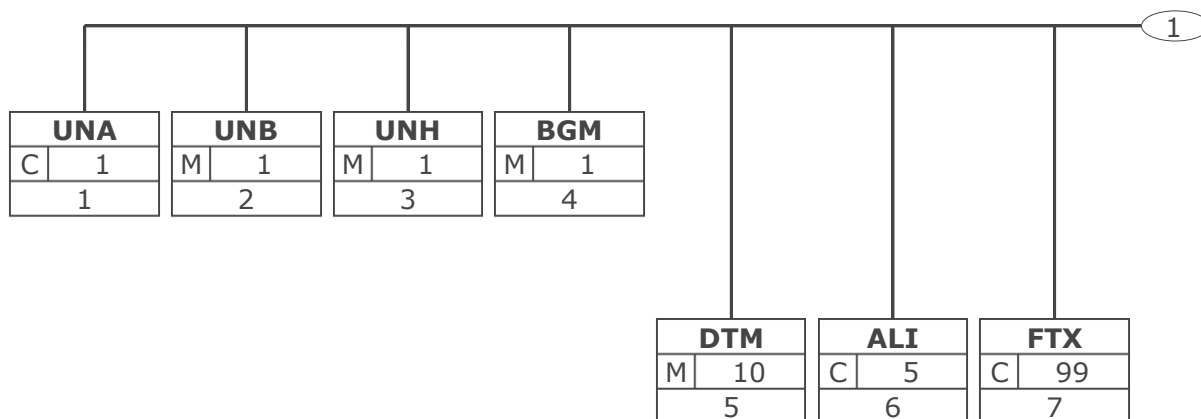 1
UNA UNB UNH BGM
C 1 M 1 M 1 M 1
1 2 3 4
DTM ALI FTX
M 10 C 5 C 99
5 6 7